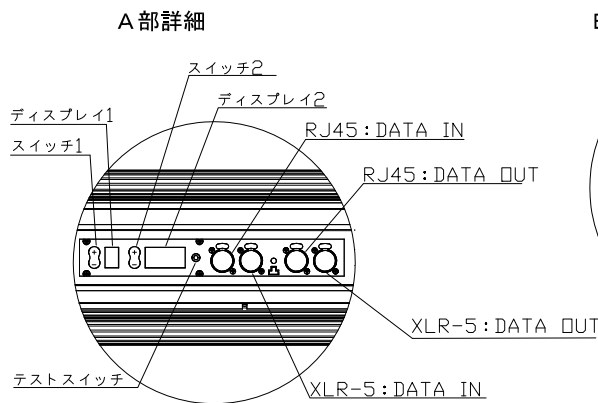 A部詳細
スイッチ2
ディスプレイ2
ディスプレイ1
スイッチ1
RJ45:DATA IN
RJ45:DATA OUT
XLR-5:DATA OUT
テストスイッチ
XLR-5:DATA IN